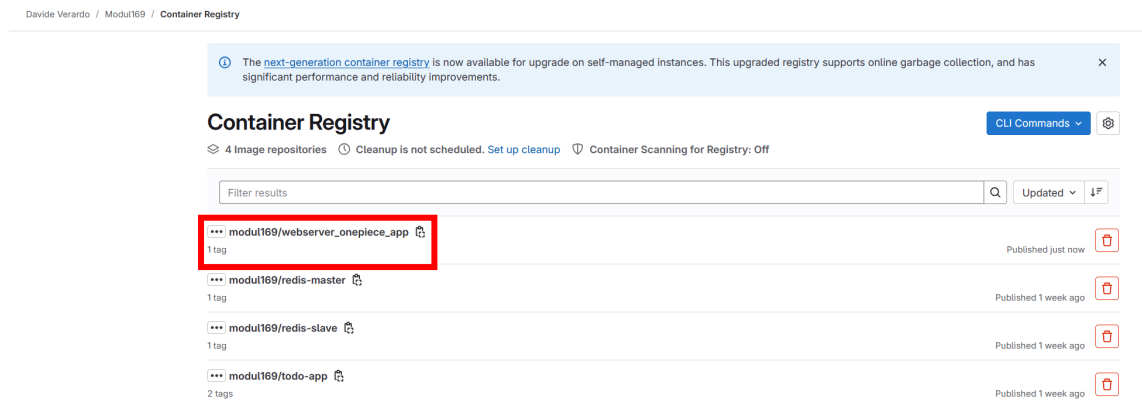 Davide Verardo / Modul169 / Container Registry
The next-generation container registry is now available for upgrade on self-managed instances. This upgraded registry supports online garbage collection, and has
significant performance and reliability improvements.
Container Registry
CLI Commands
4 Image repositories Cleanup is not scheduled. Set up cleanup Container Scanning for Registry: Off
Filter results
Updated
modul169/webserver_onepiece_app
1 tag
Published just now
modul169/redis-master
1 tag
Published 1 week ago
modul169/redis-slave
1 tag
Published 1 week ago
modul169/todo-app
2 tags
Published 1 week ago